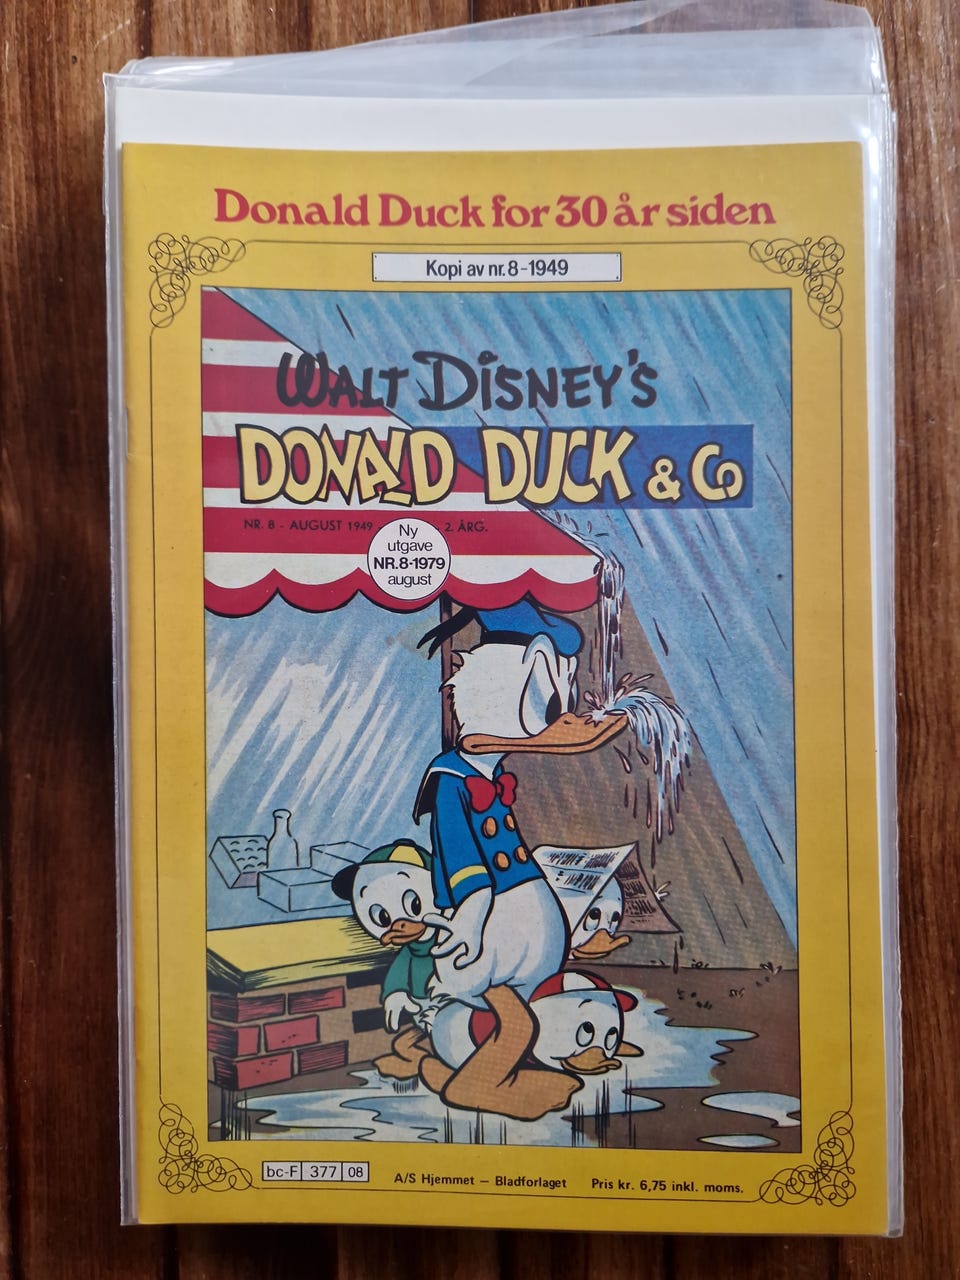 Donald Duck for 30 år siden
Kopi av nr. 8-1949
WALT DISNEY'S
DONALD DUCK & Co
NR. 8 - AUGUST 1949 - 2. ÅRG.
Ny
utgave
NR.8-1979
august
bc-F 377 08
A/S Hjemmet — Bladforlaget
Pris kr. 6,75 inkl. moms.